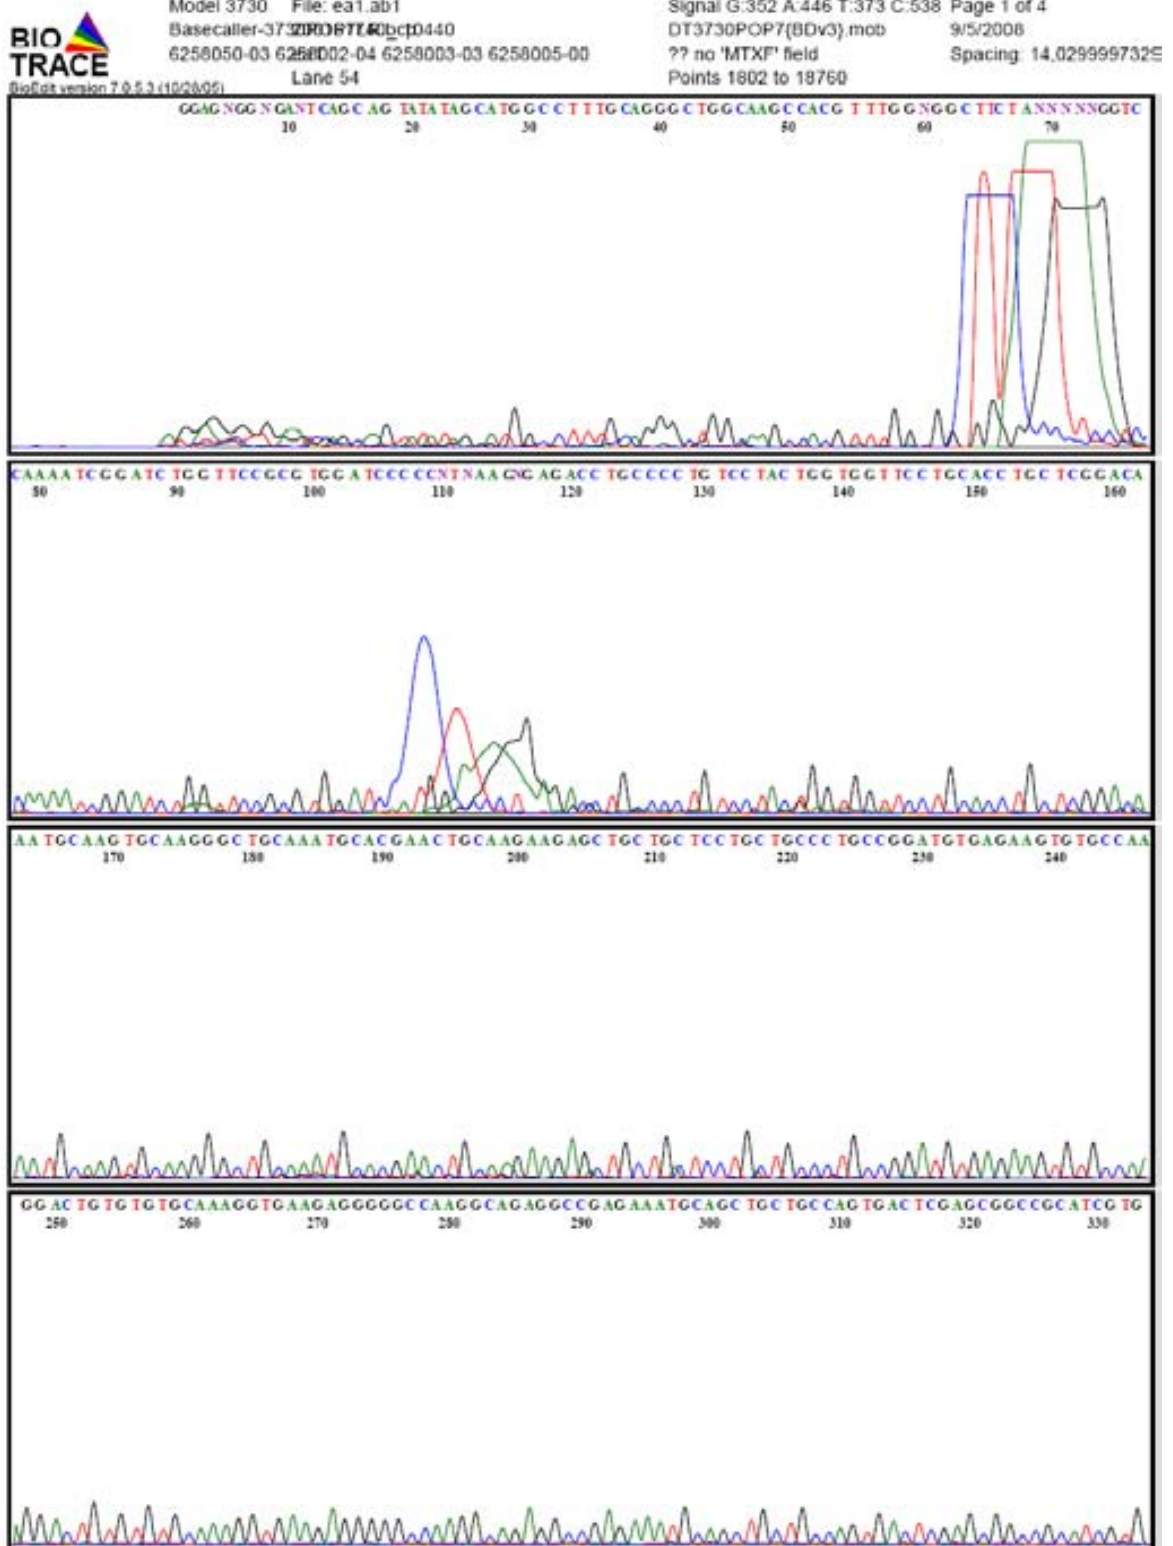 BIO
TRACE
BioEdit version 7.0.5.3 (10/28/05)
Model 3730 File: ea1.ab1
6258050-03 6258002-04 6258003-03 6258005-00
Lane 54
Signal G:352 A:446 T:373 C:538 Page 1 of 4
DT3730POP7{BDv3}.mob 9/5/2008
?? no 'MTXF' field Spacing: 14,029999732
Points 1802 to 18760
GGAGNGGNGANTCAGCAGTATATAGCATGGCCTTTGCAGGGCTGGCAAGCCACGTTTGGNGGCTTCTANNNNNGGTC
10 20 30 40 50 60 70
CAAAATCGGATCTGGTTCCGCGTGGATCCCCCNTNAAGNGAGACCTGCCCCTGTCCTACTGGTGGTTCCTGCACCTGCTCGGACA
80 90 100 110 120 130 140 150 160
AATGCAAGTGCAAGGGCTGCAAATGCACGAACTGCAAGAAGAGCTGCTGCTCCTGCTGCCCTGCCGGATGTGAGAAGTGTGCCAA
170 180 190 200 210 220 230 240
GGACTGTGTGTGCAAAGGTGAAGAGGGGGCCAAGGCAGAGGCCGAGAAATGCAGCTGCTGCCAGTGACTCGAGCGGCCGCATCGTG
250 260 270 280 290 300 310 320 330